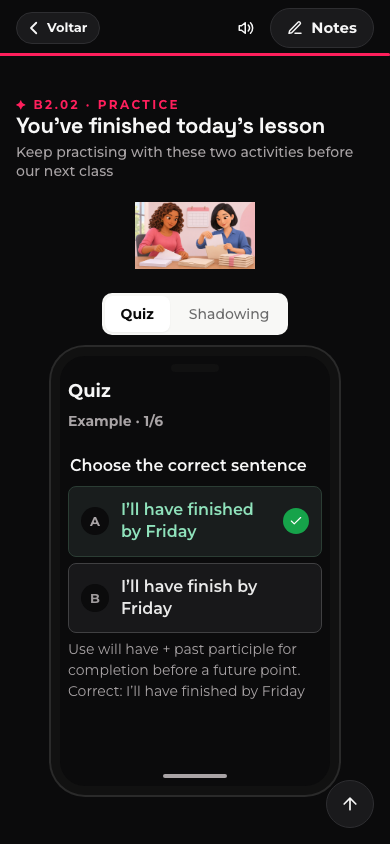 Voltar
Notes
B2.02 · PRACTICE
You've finished today's lesson
Keep practising with these two activities before
our next class
Quiz
Shadowing
Quiz
Example · 1/6
Choose the correct sentence
A
I'll have finished
by Friday
B
I'll have finish by
Friday
Use will have + past participle for
completion before a future point.
Correct: I'll have finished by Friday